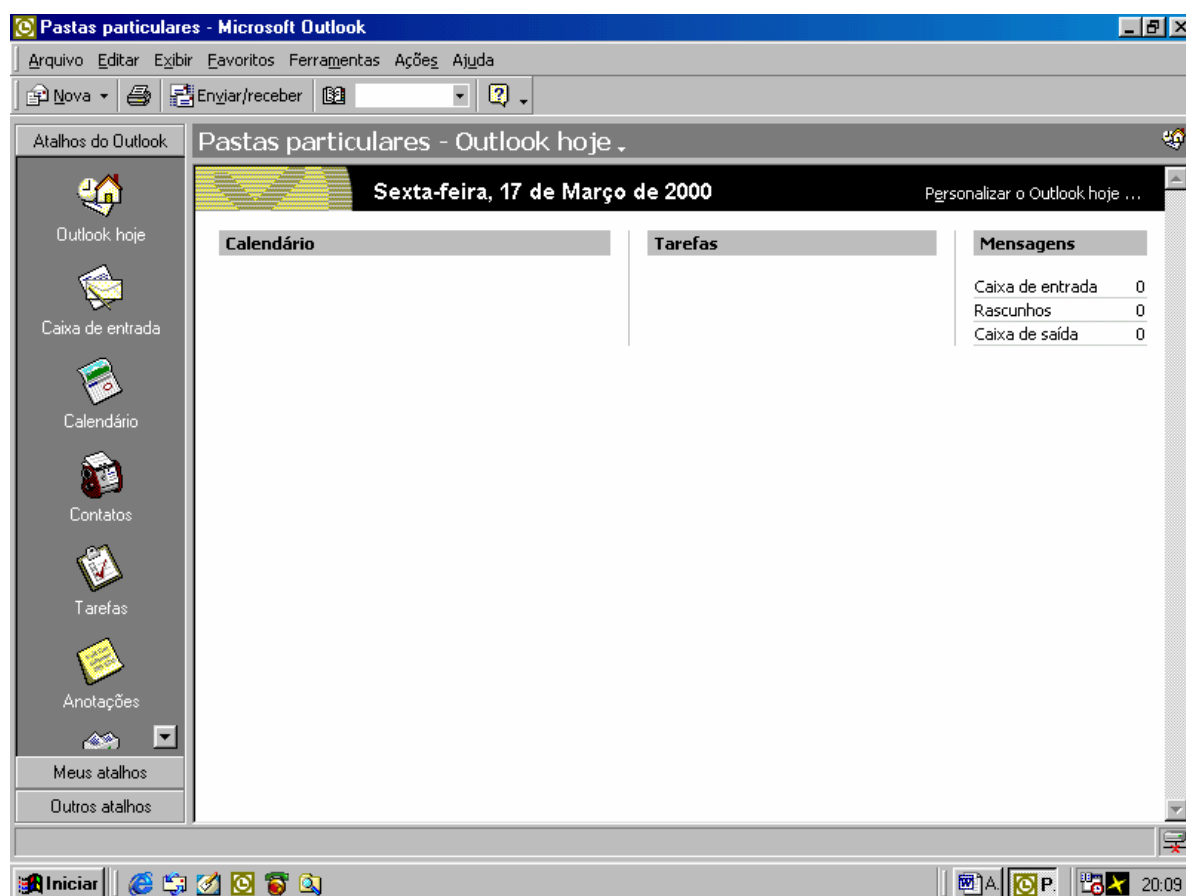 Pastas particulares - Microsoft Outlook
Arquivo Editar Exibir Favoritos Ferramentas Ações Ajuda
Nova Enviar/receber
Atalhos do Outlook
Pastas particulares - Outlook hoje
Sexta-feira, 17 de Março de 2000 Personalizar o Outlook hoje ...
Outlook hoje
Caixa de entrada
Calendário
Contatos
Tarefas
Anotações
Meus atalhos
Outros atalhos
Calendário
Tarefas
Mensagens
Caixa de entrada 0
Rascunhos 0
Caixa de saída 0
Iniciar A. P. 20:09